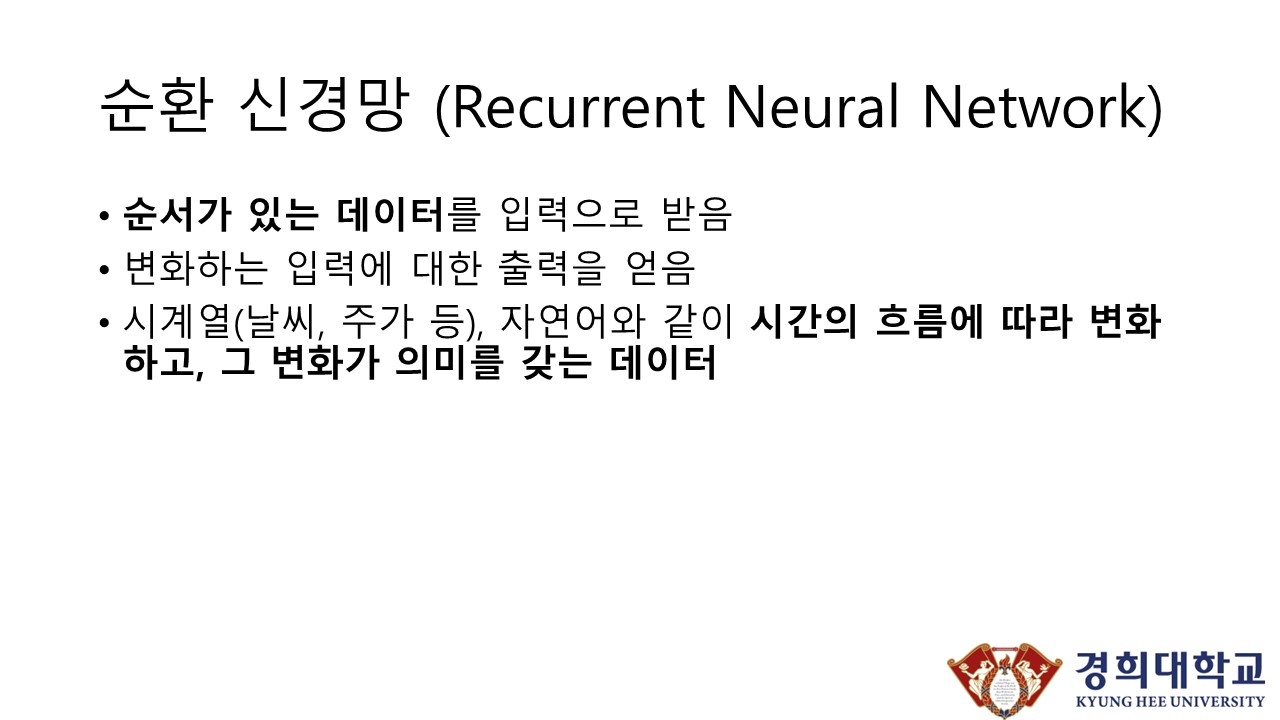 순환 신경망 (Recurrent Neural Network)
• 순서가 있는 데이터를 입력으로 받음
• 변화하는 입력에 대한 출력을 얻음
• 시계열(날씨, 주가 등), 자연어와 같이 시간의 흐름에 따라 변화
하고, 그 변화가 의미를 갖는 데이터
경희대학교
KYUNG HEE UNIVERSITY